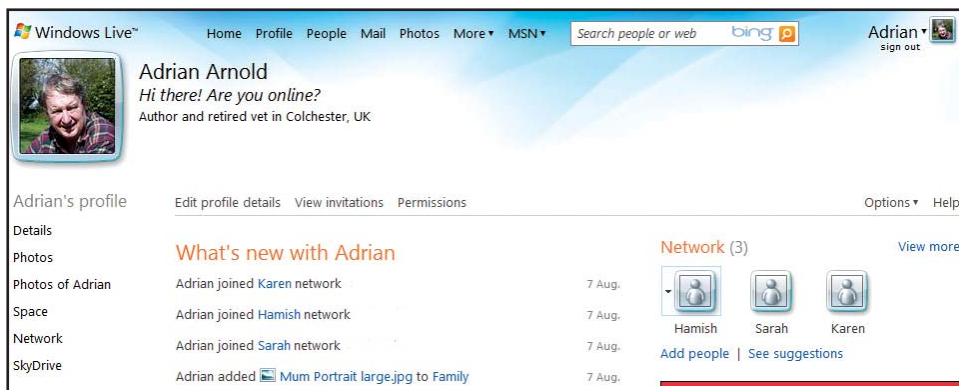 Windows Live™ Home Profile People Mail Photos More MSN Search people or web bing Adrian
sign out
Adrian Arnold
Hi there! Are you online?
Author and retired vet in Colchester, UK
Adrian's profile
Details
Photos
Photos of Adrian
Space
Network
SkyDrive
Edit profile details View invitations Permissions Options Help
What's new with Adrian
Adrian joined Karen network 7 Aug.
Adrian joined Hamish network 7 Aug.
Adrian joined Sarah network 7 Aug.
Adrian added Mum Portrait large.jpg to Family 7 Aug.
Network (3) View more
Hamish Sarah Karen
Add people | See suggestions